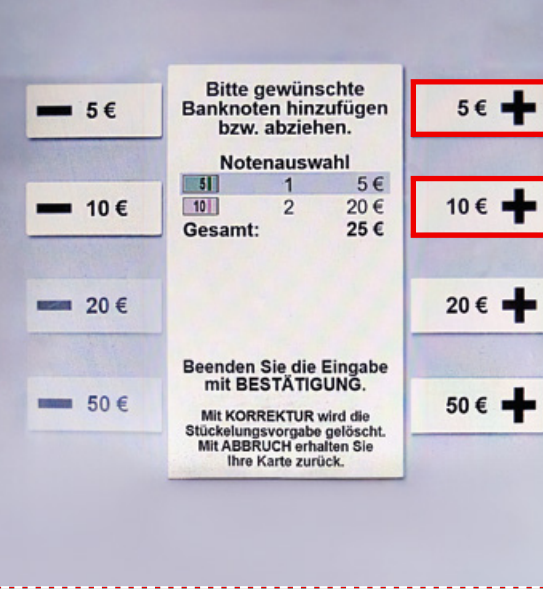 Bitte gewünschte
Banknoten hinzufügen
bzw. abziehen.
Notenauswahl
5 1 5 €
10 2 20 €
Gesamt: 25 €
Beenden Sie die Eingabe
mit BESTÄTIGUNG.
Mit KORREKTUR wird die
Stückelungsvorgabe gelöscht.
Mit ABBRUCH erhalten Sie
Ihre Karte zurück.
− 5 €
− 10 €
− 20 €
− 50 €
5 € +
10 € +
20 € +
50 € +